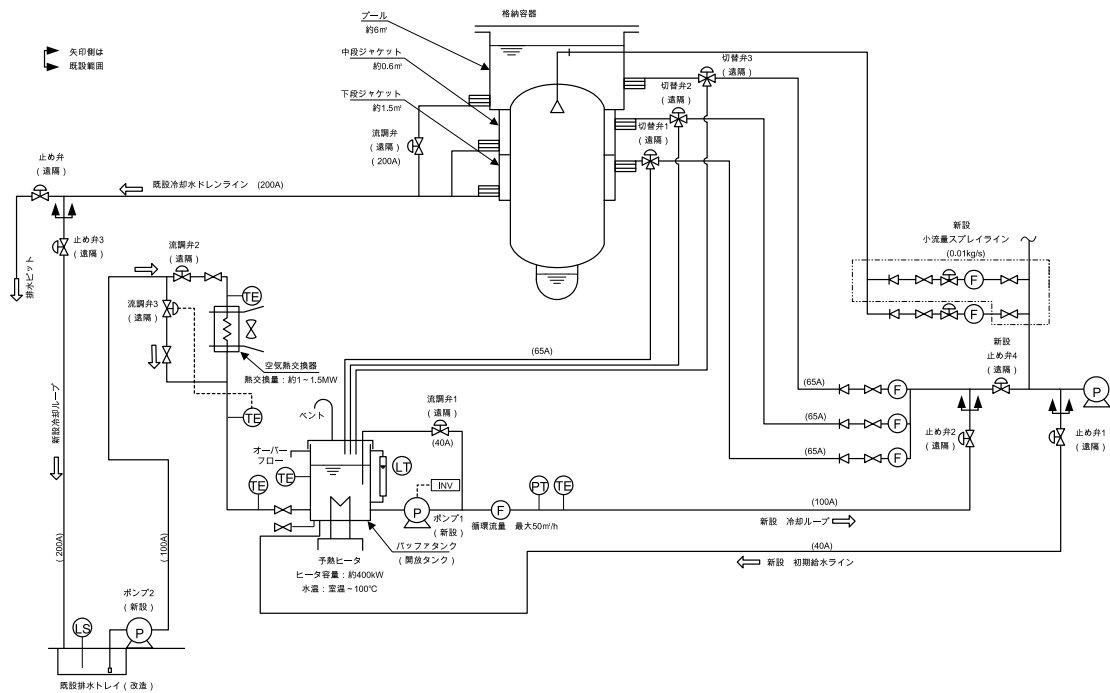 格納容器
プール
約6㎥
中段ジャケット
約0.6㎥
下段ジャケット
約1.5㎥
矢印側は
既設範囲
切替弁3
（遠隔）
切替弁2
（遠隔）
切替弁1
（遠隔）
流調弁
（遠隔）
（200A）
止め弁
（遠隔）
既設冷却水ドレンライン （200A）
排水ピット
止め弁3
（遠隔）
流調弁2
（遠隔）
流調弁3
（遠隔）
TE
空気熱交換器
熱交換量：約1~1.5MW
TE
新設
小流量スプレイライン
(0.01kg/s)
F
F
新設
止め弁4
（遠隔）
P
(65A)
(65A)
F
(65A)
F
(65A)
F
止め弁2
（遠隔）
止め弁1
（遠隔）
新設冷却ループ
（200A）
（100A）
ベント
オーバー
フロー
流調弁1
（遠隔）
(40A)
LT
TE
TE
INV
P
ポンプ1
（新設）
F
循環流量 最大50㎥/h
PT
TE
(100A)
新設 冷却ループ
(40A)
新設 初期給水ライン
バッファタンク
（開放タンク）
予熱ヒータ
ヒータ容量：約400kW
水温：室温~100℃
ポンプ2
（新設）
P
LS
既設排水トレイ（改造）